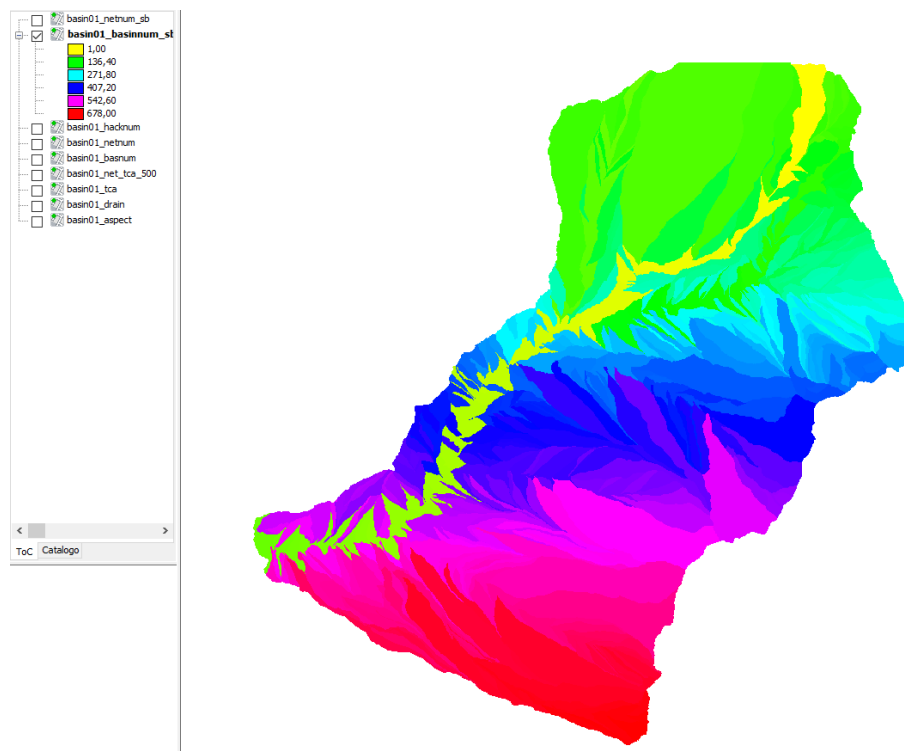 basin01_netnum_sb
basin01_basinnum_sb
1,00
136,40
271,80
407,20
542,60
678,00
basin01_hacknum
basin01_netnum
basin01_basnum
basin01_net_tca_500
basin01_tca
basin01_drain
basin01_aspect
ToC Catalogo